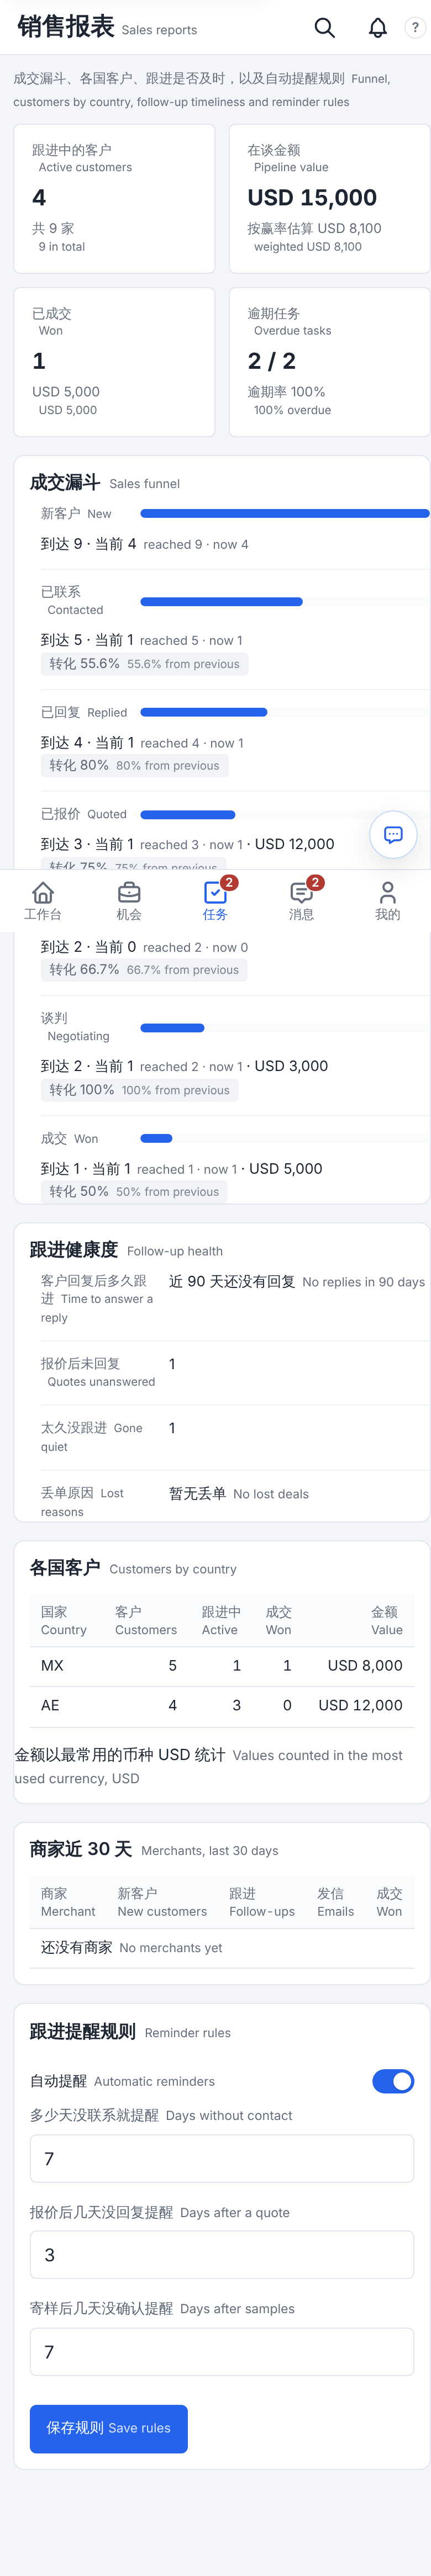 销售报表 Sales reports
?
成交漏斗、各国客户、跟进是否及时，以及自动提醒规则 Funnel,
customers by country, follow-up timeliness and reminder rules
跟进中的客户
Active customers
4
共 9 家
9 in total
在谈金额
Pipeline value
USD 15,000
按赢率估算 USD 8,100
weighted USD 8,100
已成交
Won
1
USD 5,000
USD 5,000
逾期任务
Overdue tasks
2 / 2
逾期率 100%
100% overdue
成交漏斗 Sales funnel
新客户 New
到达 9 · 当前 4 reached 9 · now 4
已联系
Contacted
到达 5 · 当前 1 reached 5 · now 1
转化 55.6% 55.6% from previous
已回复 Replied
到达 4 · 当前 1 reached 4 · now 1
转化 80% 80% from previous
已报价 Quoted
到达 3 · 当前 1 reached 3 · now 1 · USD 12,000
转化 75% 75% from previous
2
2
工作台 机会 任务 消息 我的
到达 2 · 当前 0 reached 2 · now 0
转化 66.7% 66.7% from previous
谈判
Negotiating
到达 2 · 当前 1 reached 2 · now 1 · USD 3,000
转化 100% 100% from previous
成交 Won
到达 1 · 当前 1 reached 1 · now 1 · USD 5,000
转化 50% 50% from previous
跟进健康度 Follow-up health
客户回复后多久跟
进 Time to answer a
reply
近 90 天还没有回复 No replies in 90 days
报价后未回复
Quotes unanswered
1
太久没跟进 Gone
quiet
1
丢单原因 Lost
reasons
暂无丢单 No lost deals
各国客户 Customers by country
国家 客户 跟进中 成交 金额
Country Customers Active Won Value
MX 5 1 1 USD 8,000
AE 4 3 0 USD 12,000
金额以最常用的币种 USD 统计 Values counted in the most
used currency, USD
商家近 30 天 Merchants, last 30 days
商家 新客户 跟进 发信 成交
Merchant New customers Follow-ups Emails Won
还没有商家 No merchants yet
跟进提醒规则 Reminder rules
自动提醒 Automatic reminders
多少天没联系就提醒 Days without contact
7
报价后几天没回复提醒 Days after a quote
3
寄样后几天没确认提醒 Days after samples
7
保存规则 Save rules